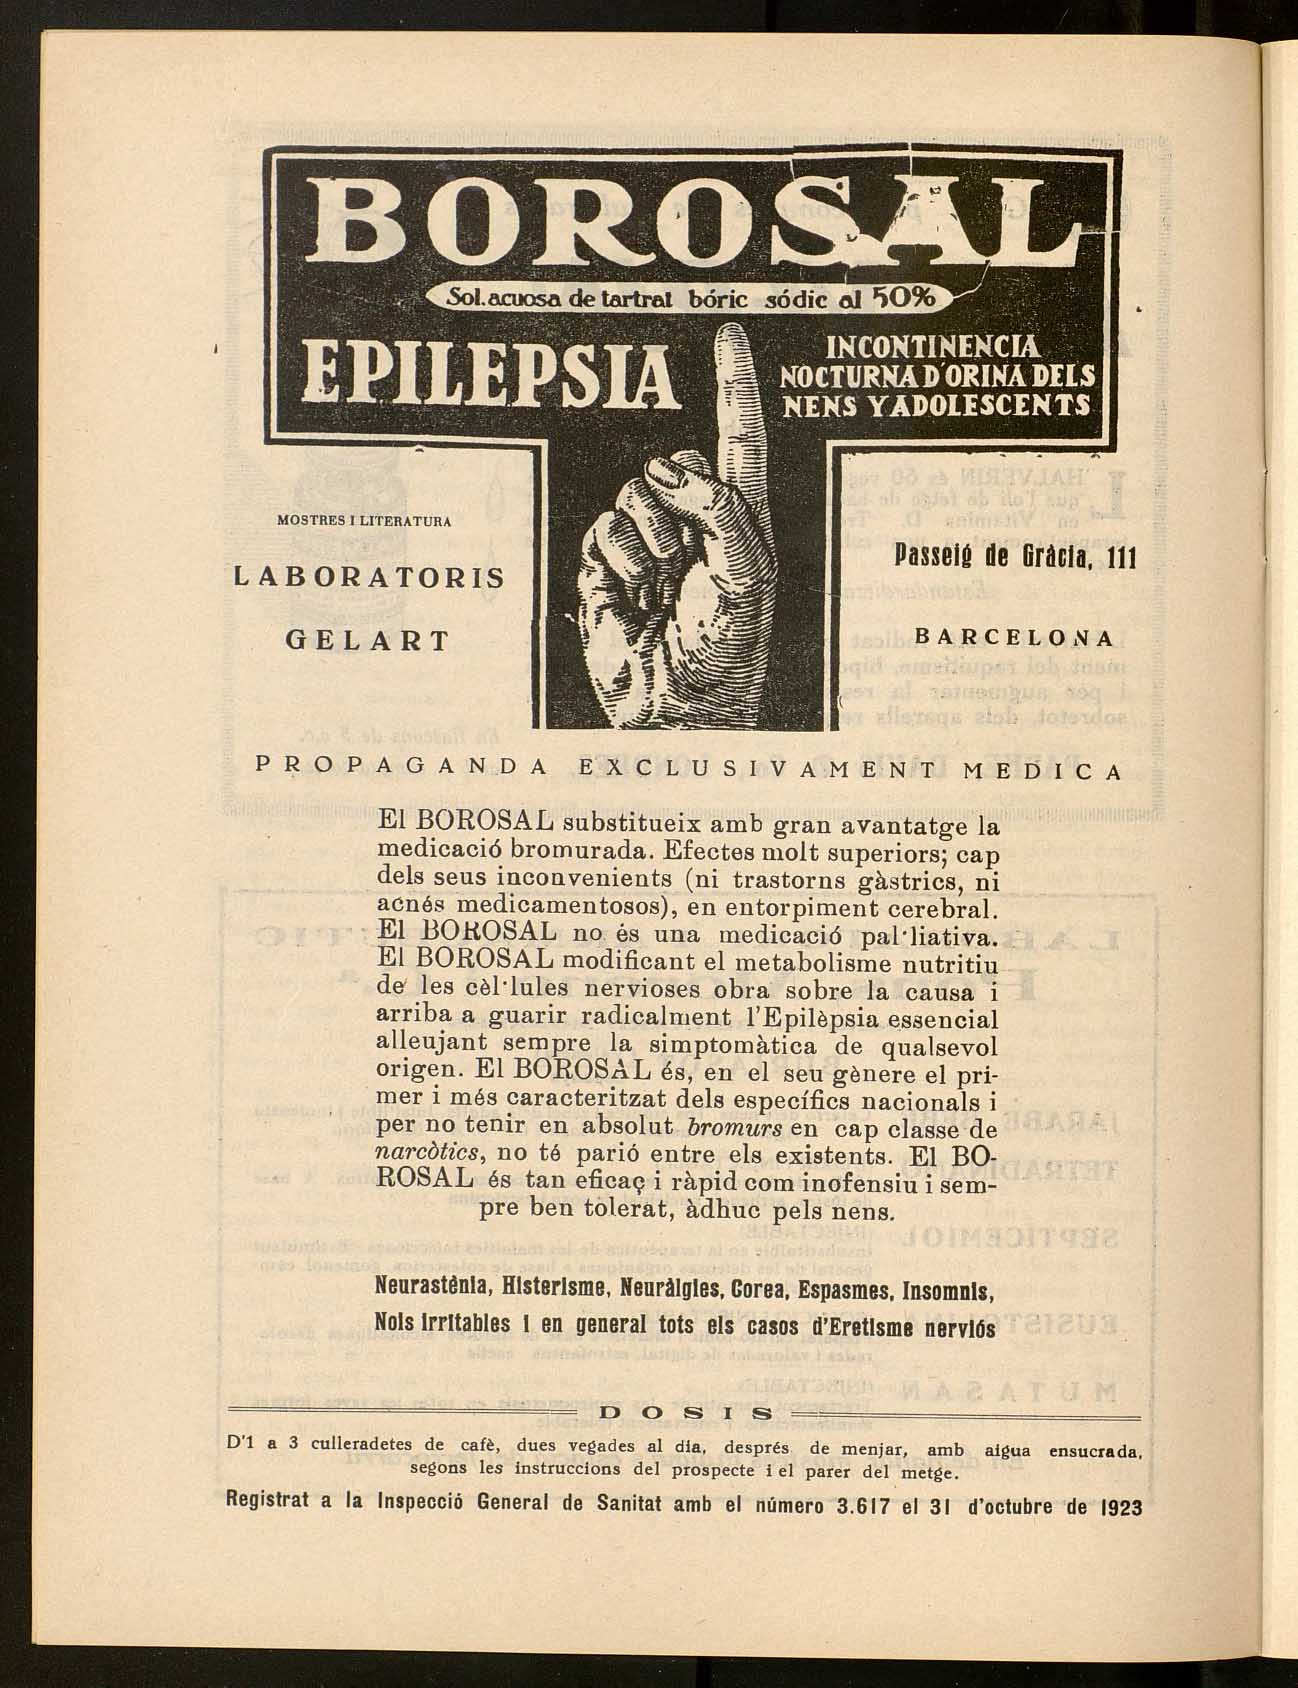 BOROSAL
Sol. acuosa de tartrat bóric sódic al 50%
EPILEPSIA
INCONTINENCIA
NOCTURNA D'ORINA DELS
NENS Y ADOLESCENTS
MOSTRES I LITERATURA
LABORATORIS
GELART
Passeig de Gràcia, 111
BARCELONA
PROPAGANDA EXCLUSIVAMENT MEDICA
El BOROSAL substitueix amb gran avantatge la
medicació bromurada. Efectes molt superiors; cap
dels seus inconvenients (ni trastorns gàstrics, ni
acnés medicamentosos), en entorpiment cerebral.
El BOROSAL no és una medicació pal·liativa.
El BOROSAL modificant el metabolisme nutritiu
de les cèl·lules nervioses obra sobre la causa i
arriba a guarir radicalment l'Epilèpsia essencial
alleujant sempre la simptomàtica de qualsevol
origen. El BOROSAL és, en el seu gènere el pri-
mer i més caracteritzat dels específics nacionals i
per no tenir en absolut bromurs en cap classe de
narcòtics, no té parió entre els existents. El BO-
ROSAL és tan eficaç i ràpid com inofensiu i sem-
pre ben tolerat, àdhuc pels nens.
Neurastènia, Histerisme, Neuràlgies, Corea, Espasmes, Insomnis,
Nois irritables i en general tots els casos d'Eretisme nerviós
DOSIS
D'1 a 3 culleradetes de cafè, dues vegades al dia, després de menjar, amb aigua ensucrada,
segons les instruccions del prospecte i el parer del metge.
Registrat a la Inspecció General de Sanitat amb el número 3.617 el 31 d'octubre de 1923